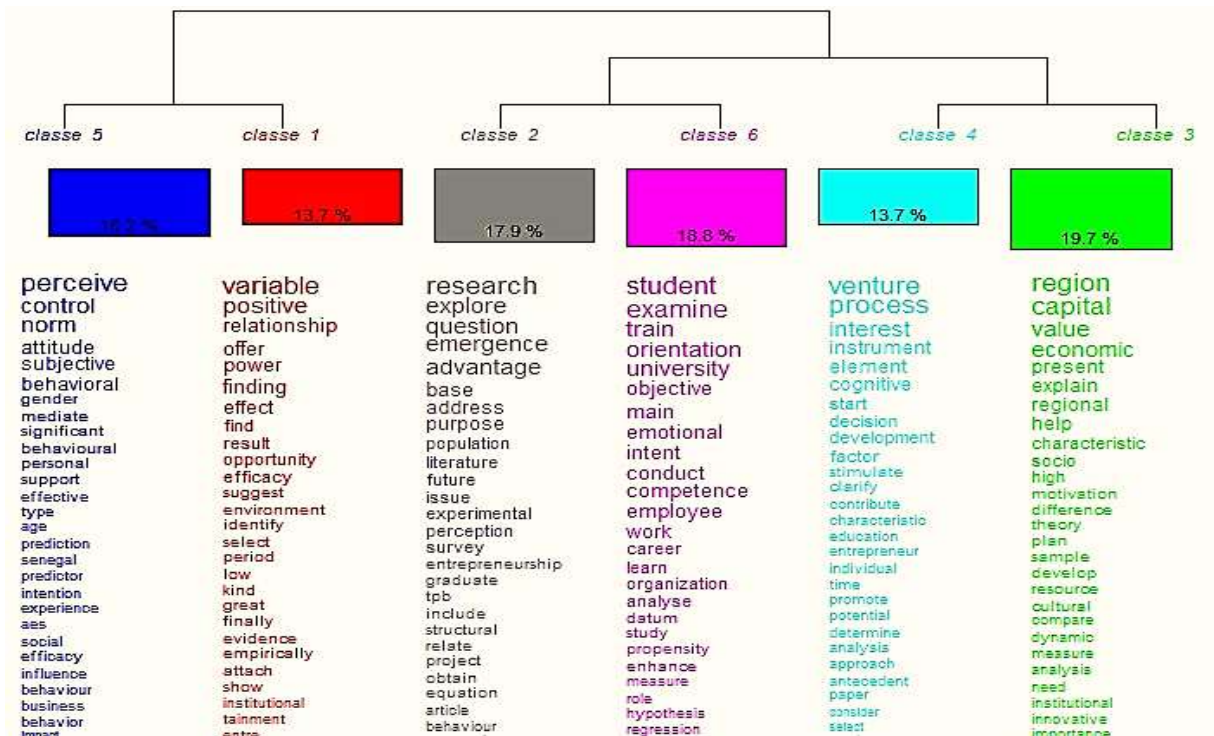 classe 5
classe 1
classe 2
classe 6
classe 4
classe 3
16.2 %
13.7 %
17.9 %
18.8 %
13.7 %
19.7 %
perceive
control
norm
attitude
subjective
behavioral
gender
mediate
significant
behavioural
personal
support
effective
type
age
prediction
senegal
predictor
intention
experience
aes
social
efficacy
influence
behaviour
business
behavior
impact
variable
positive
relationship
offer
power
finding
effect
find
result
opportunity
efficacy
suggest
environment
identify
select
period
low
kind
great
finally
evidence
empirically
attach
show
institutional
tainment
entre
research
explore
question
emergence
advantage
base
address
purpose
population
literature
future
issue
experimental
perception
survey
entrepreneurship
graduate
tpb
include
structural
relate
project
obtain
equation
article
behaviour
student
examine
train
orientation
university
objective
main
emotional
intent
conduct
competence
employee
work
career
learn
organization
analyse
datum
study
propensity
enhance
measure
role
hypothesis
regression
venture
process
interest
instrument
element
cognitive
start
decision
development
factor
stimulate
clarify
contribute
characteristic
education
entrepreneur
individual
time
promote
potential
determine
analysis
approach
antecedent
paper
consider
select
region
capital
value
economic
present
explain
regional
help
characteristic
socio
high
motivation
difference
theory
plan
sample
develop
resource
cultural
compare
dynamic
measure
analysis
need
institutional
innovative
importance